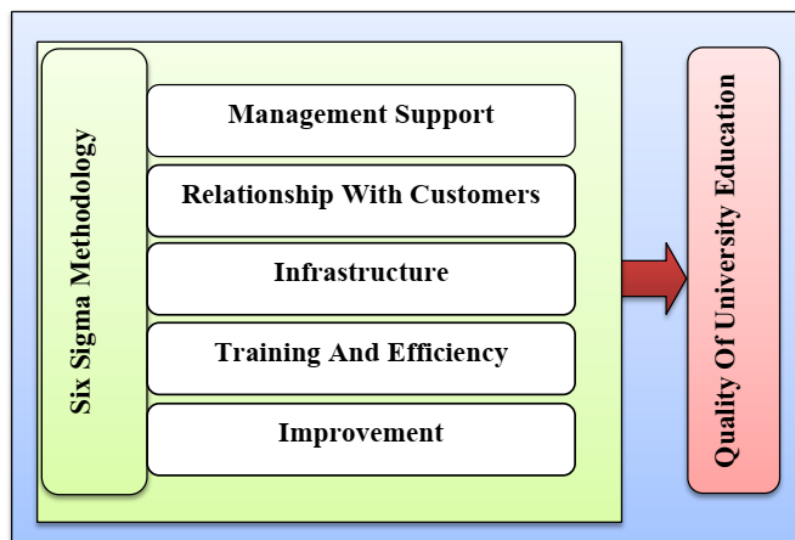 Six Sigma Methodology
Management Support
Relationship With Customers
Infrastructure
Training And Efficiency
Improvement
Quality Of University Education